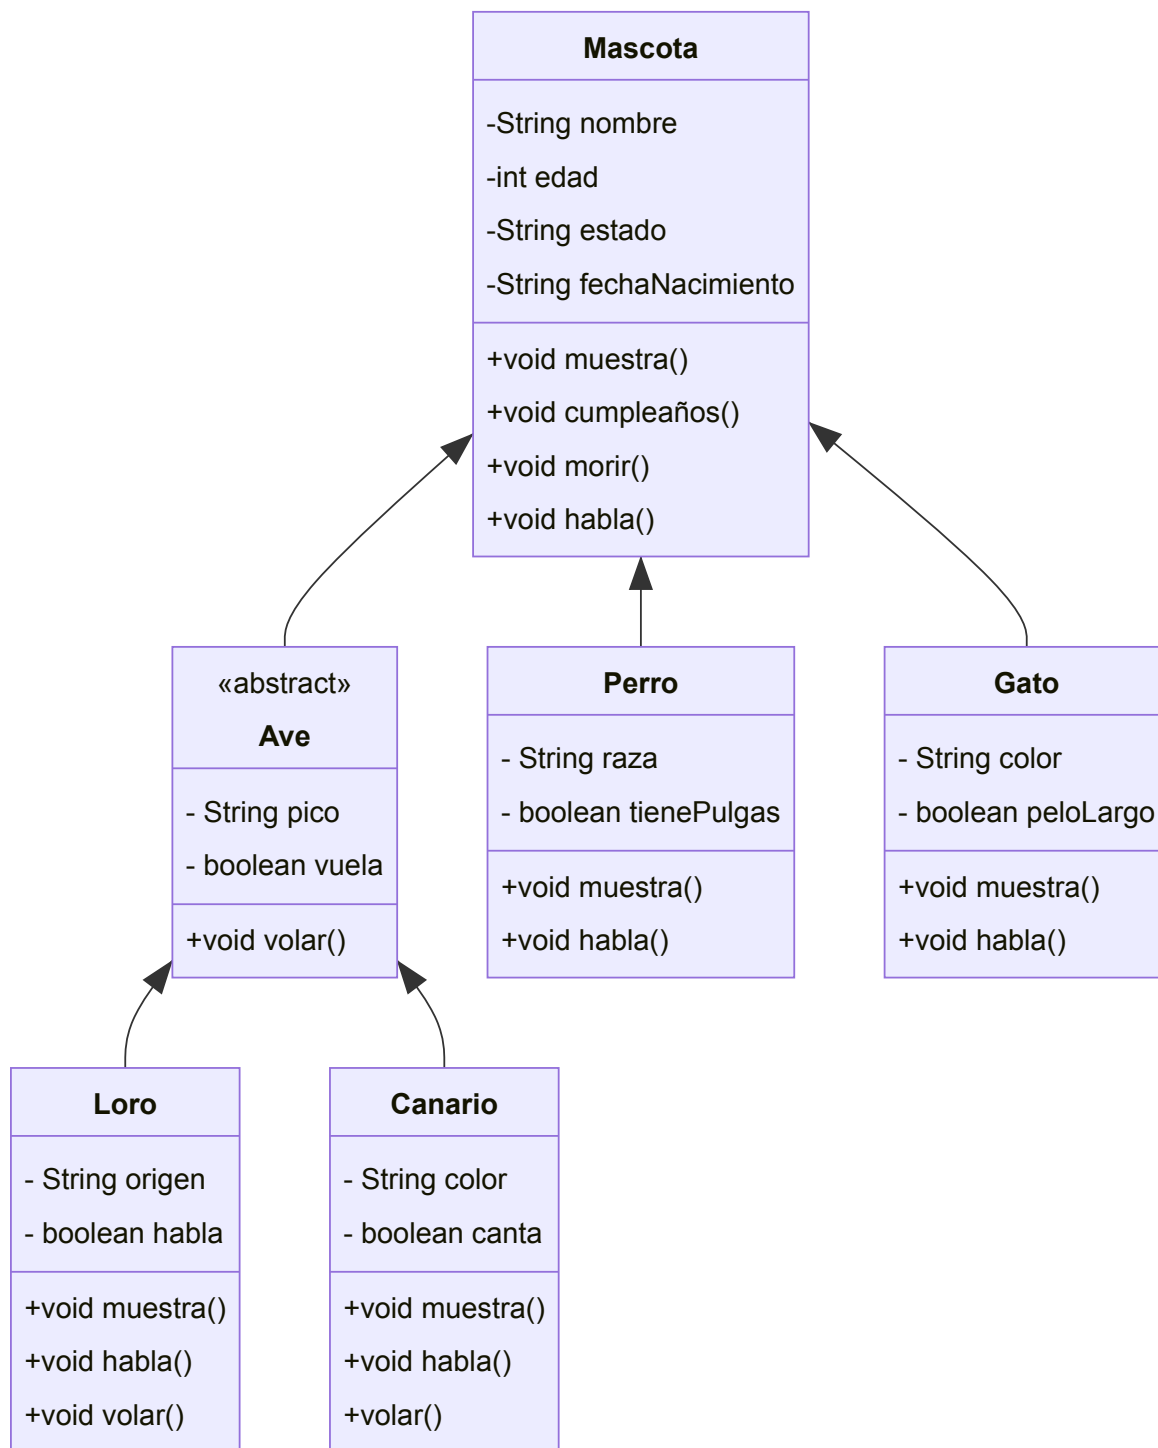 Mascota
-String nombre
-int edad
-String estado
-String fechaNacimiento
+void muestra()
+void cumpleaños()
+void morir()
+void habla()
«abstract»
Ave
- String pico
- boolean vuela
+void volar()
Perro
- String raza
- boolean tienePulgas
+void muestra()
+void habla()
Gato
- String color
- boolean peloLargo
+void muestra()
+void habla()
Loro
- String origen
- boolean habla
+void muestra()
+void habla()
+void volar()
Canario
- String color
- boolean canta
+void muestra()
+void habla()
+volar()